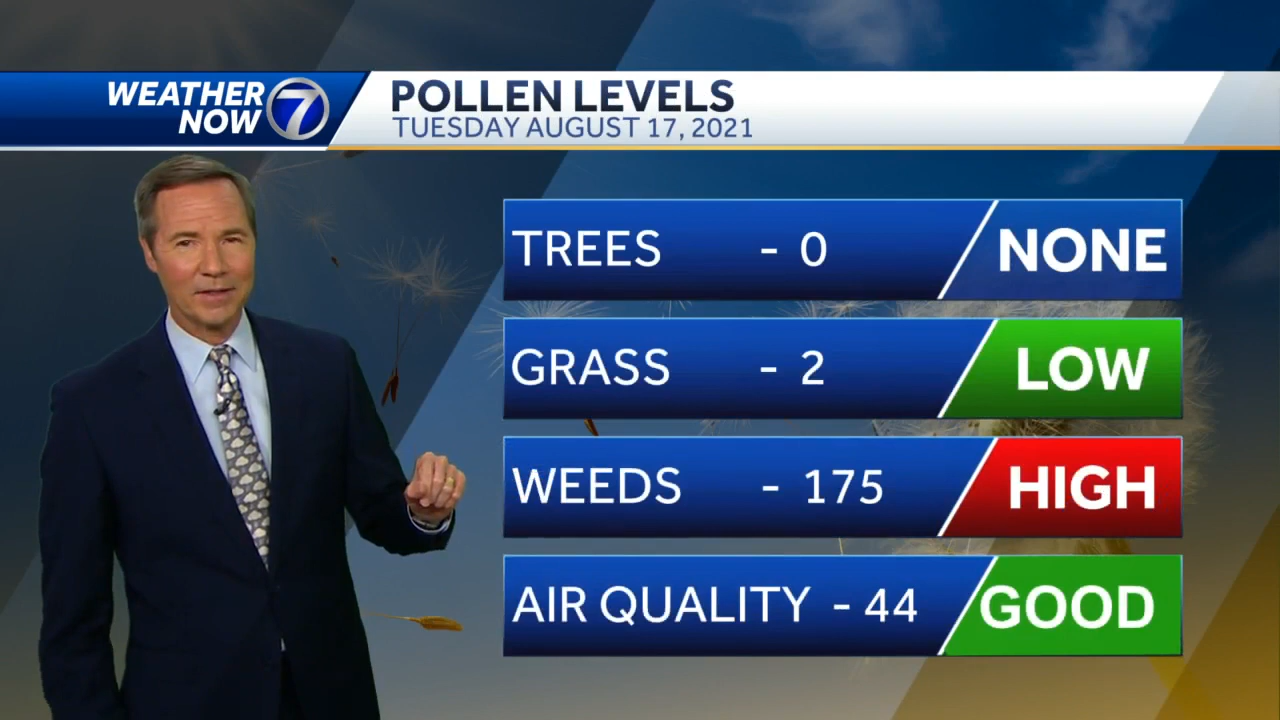 WEATHER
NOW 7
POLLEN LEVELS
TUESDAY AUGUST 17, 2021
TREES - 0 NONE
GRASS - 2 LOW
WEEDS - 175 HIGH
AIR QUALITY - 44 GOOD